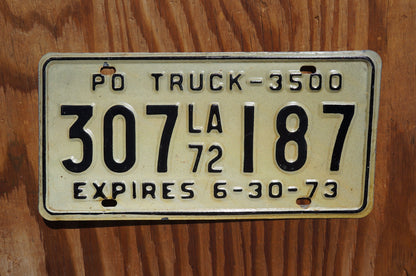 PO TRUCK-3500
307 LA 72 187
EXPIRES 6-30-73